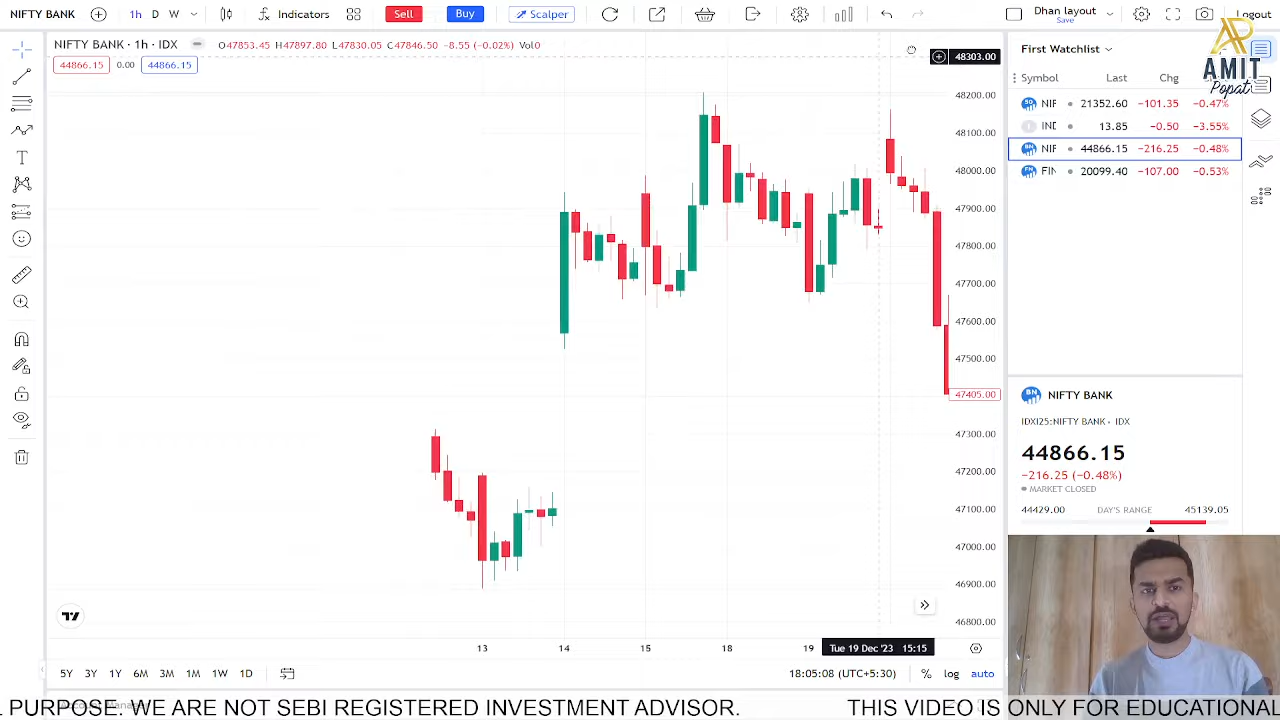 NIFTY BANK
1h
D
W
Indicators
Sell
Buy
Scalper
Dhan layout
Save
Logout
NIFTY BANK · 1h · IDX
O47853.45 H47897.80 L47830.05 C47846.50
(−0.02%) Vol0
44866.15
0.00
44866.15
48303.00
48200.00
48100.00
48000.00
47900.00
47800.00
47700.00
47600.00
47500.00
47405.00
47300.00
47200.00
47100.00
47000.00
46900.00
46800.00
13
14
15
18
19
Tue 19 Dec '23 15:15
5Y
3Y
1Y
6M
3M
1M
1W
1D
18:05:08 (UTC+5:30)
%
log
auto
First Watchlist
AMIT
Popat
Symbol
Last
Chg
NIF
21352.60
−101.35
−0.47%
IND
13.85
−0.50
−3.55%
NIF
44866.15
−216.25
−0.48%
FIN
20099.40
−107.00
−0.53%
NIFTY BANK
IDXI25:NIFTY BANK · IDX
44866.15
−216.25 (−0.48%)
MARKET CLOSED
44429.00
DAY'S RANGE
45139.05
PURPOSE. WE ARE NOT SEBI REGISTERED INVESTMENT ADVISOR.
THIS VIDEO IS ONLY FOR EDUCATIONAL